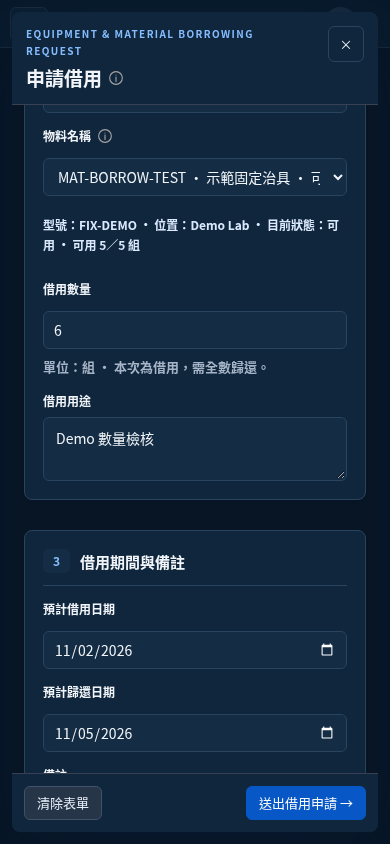 EQUIPMENT & MATERIAL BORROWING
REQUEST
申請借用 ⓘ
×
物料名稱 ⓘ
MAT-BORROW-TEST · 示範固定治具 · 可
型號：FIX-DEMO · 位置：Demo Lab · 目前狀態：可
用 · 可用 5／5 組
借用數量
6
單位：組 · 本次為借用，需全數歸還。
借用用途
Demo 數量檢核
3 借用期間與備註
預計借用日期
11/02/2026
預計歸還日期
11/05/2026
清除表單
送出借用申請 →